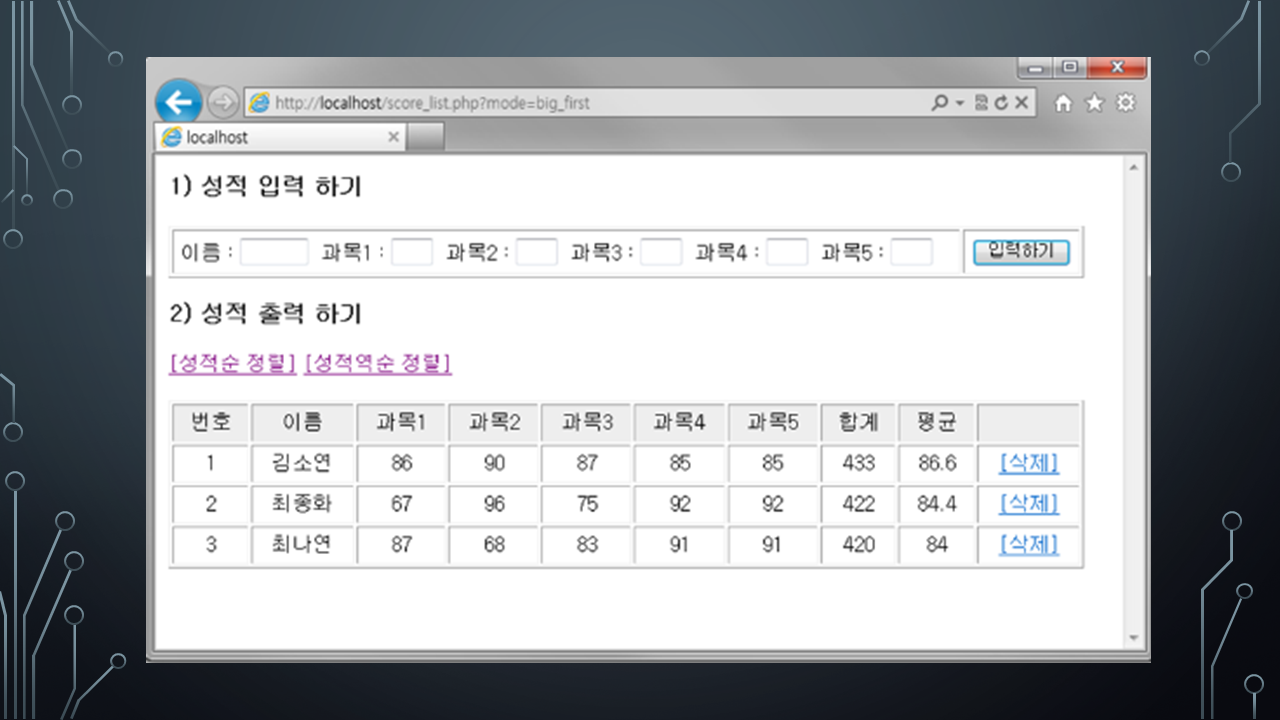 http://localhost/score_list.php?mode=big_first
localhost
1) 성적 입력 하기
이름 : 과목1 : 과목2 : 과목3 : 과목4 : 과목5 : 입력하기
2) 성적 출력 하기
[성적순 정렬] [성적역순 정렬]
번호 이름 과목1 과목2 과목3 과목4 과목5 합계 평균
1 김소연 86 90 87 85 85 433 86.6 [삭제]
2 최종화 67 96 75 92 92 422 84.4 [삭제]
3 최나연 87 68 83 91 91 420 84 [삭제]